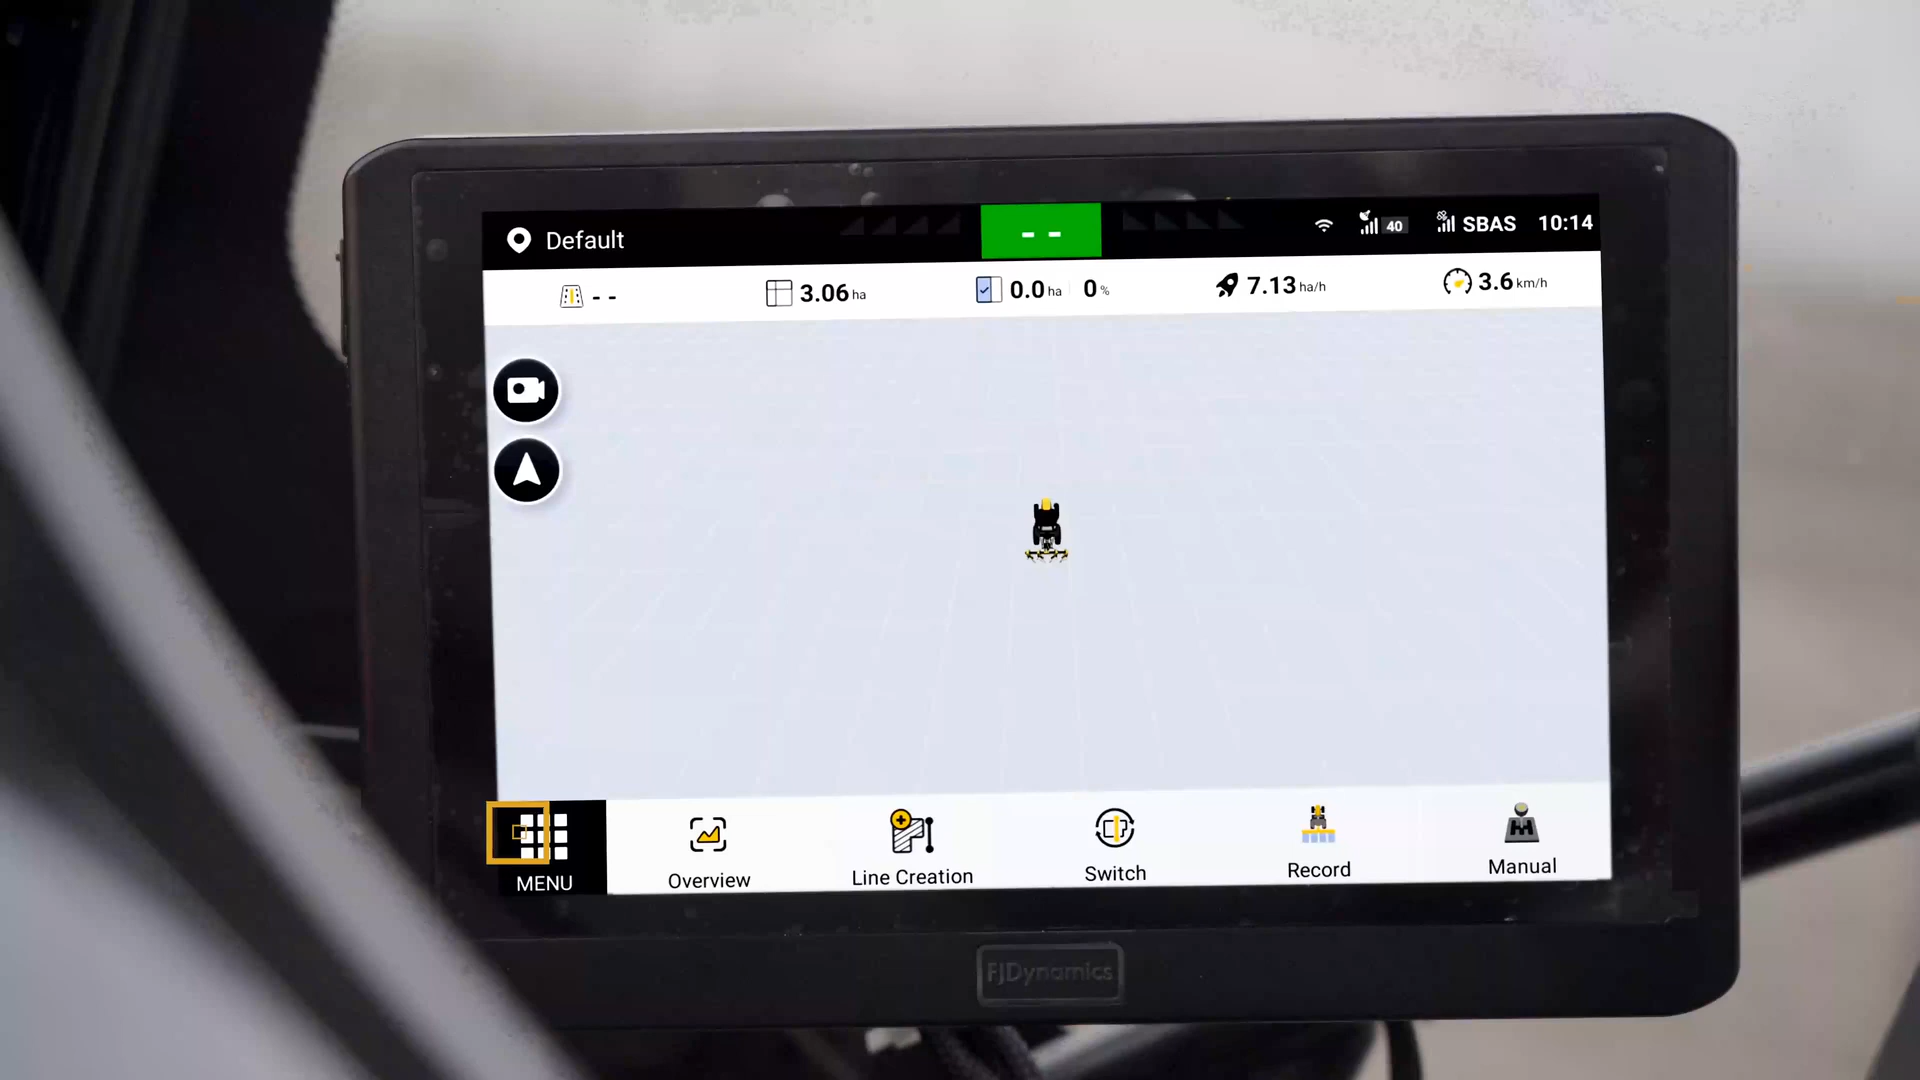 Default
- -
40
SBAS
10:14
- -
3.06 ha
0.0 ha
0 %
7.13 ha/h
3.6 km/h
MENU
Overview
Line Creation
Switch
Record
Manual
FJDynamics